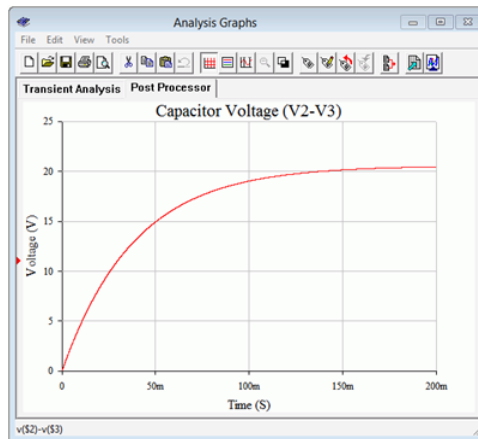 Analysis Graphs
File Edit View Tools
Transient Analysis Post Processor
Capacitor Voltage (V2-V3)
25
20
15
10
5
0
Voltage (V)
0 50m 100m 150m 200m
Time (S)
v($2)-v($3)